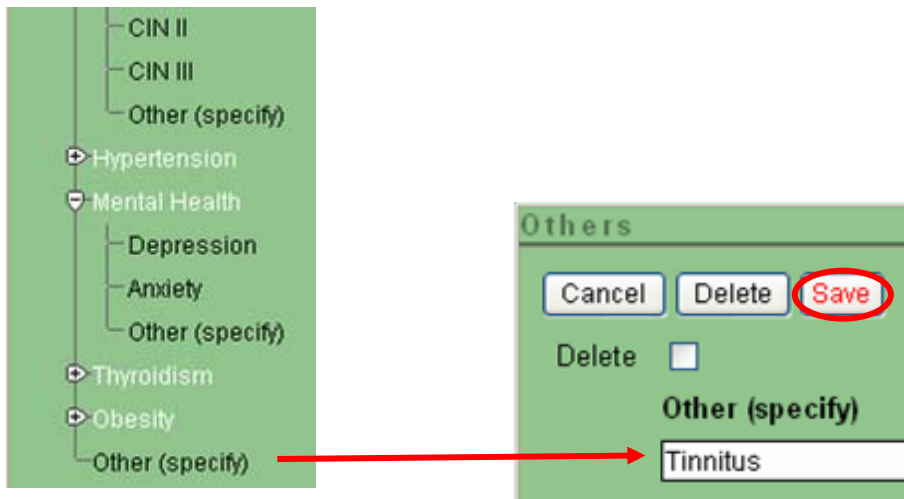 CIN II
CIN III
Other (specify)
Hypertension
Mental Health
Depression
Anxiety
Other (specify)
Thyroidism
Obesity
Other (specify)
Others
Cancel Delete Save
Delete
Other (specify)
Tinnitus